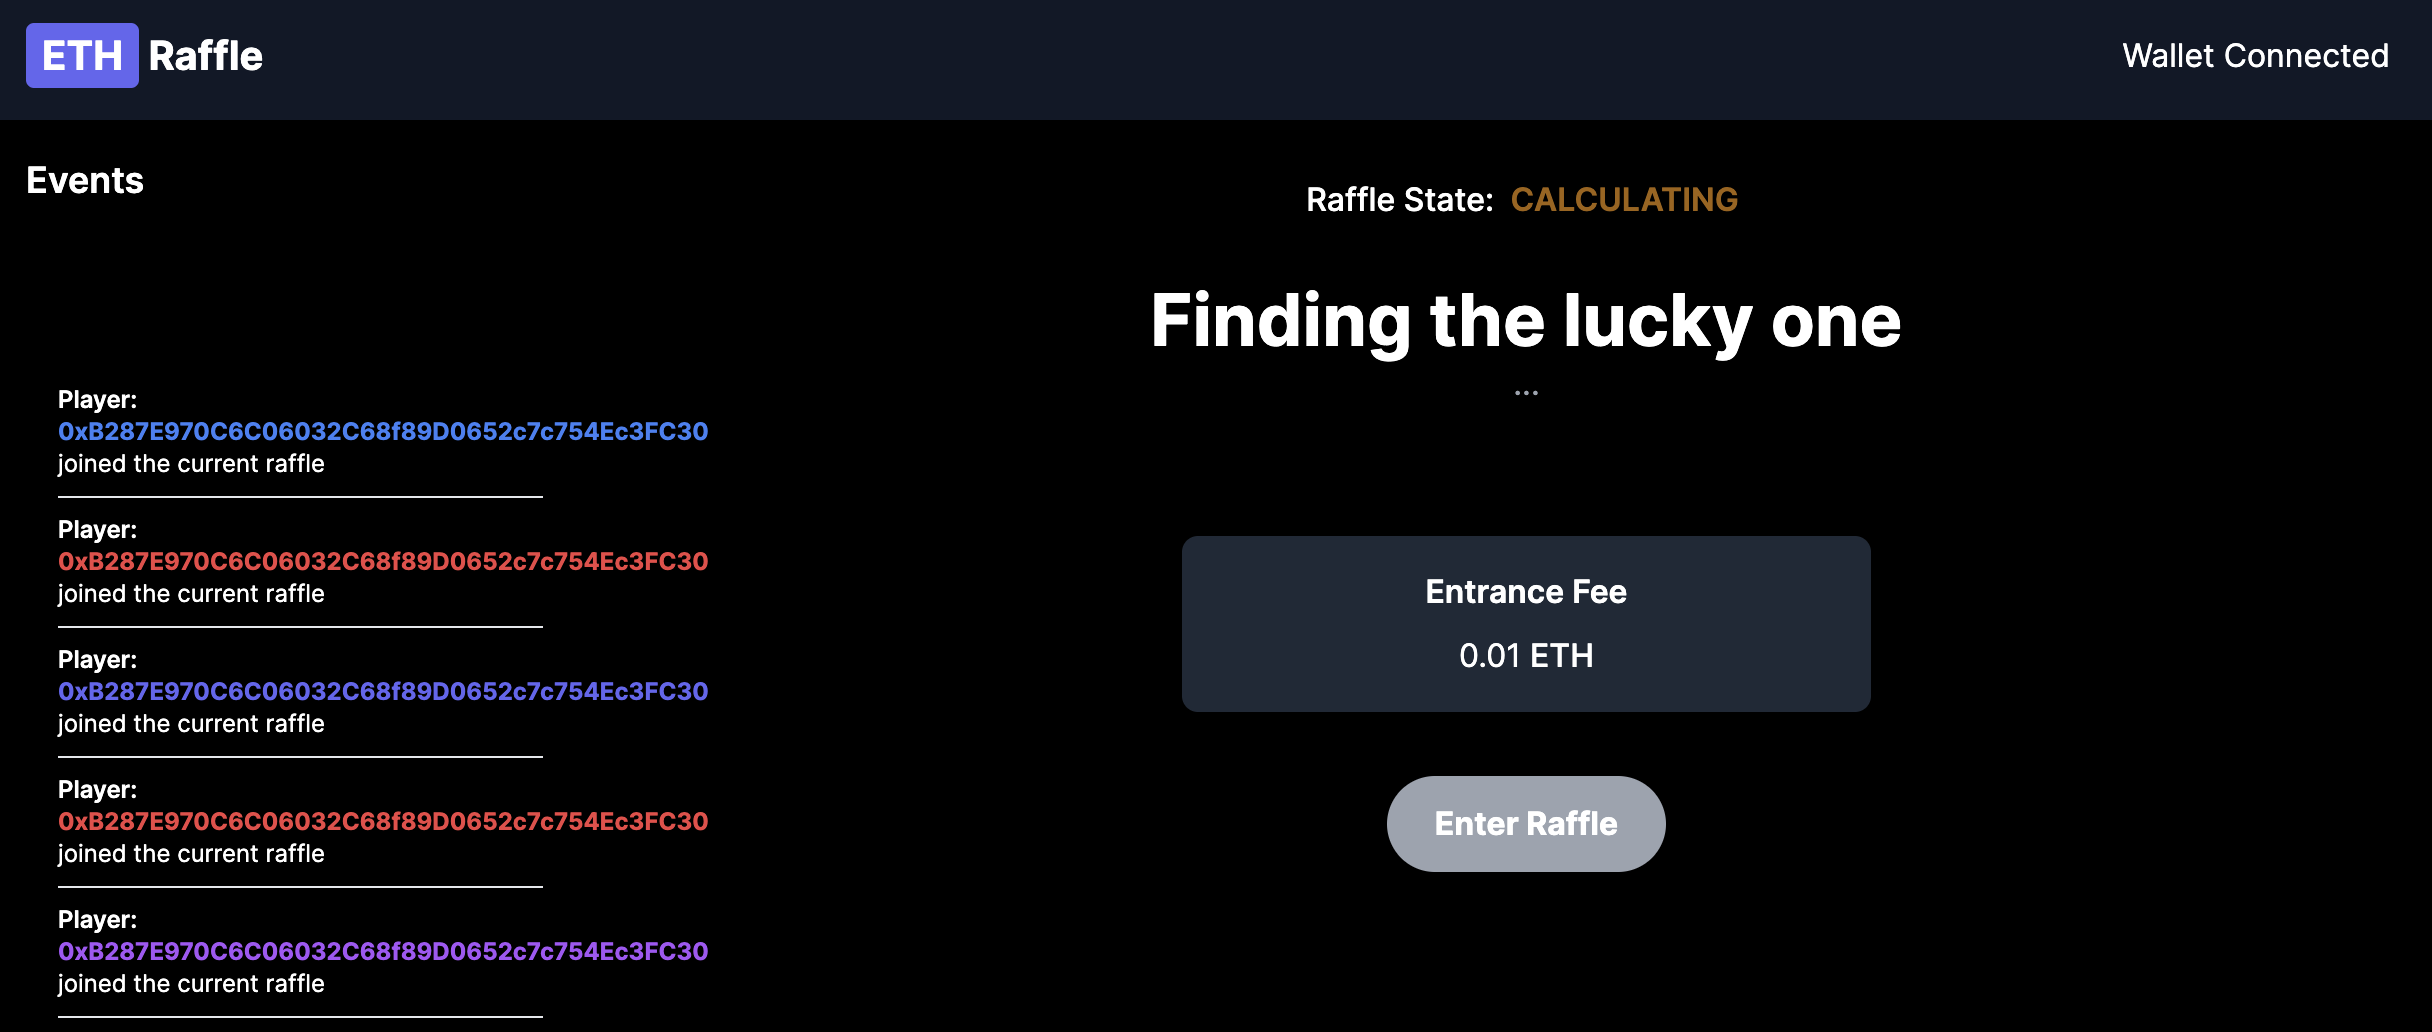 ETH Raffle
Wallet Connected
Events
Player:
0xB287E970C6C06032C68f89D0652c7c754Ec3FC30
joined the current raffle
Player:
0xB287E970C6C06032C68f89D0652c7c754Ec3FC30
joined the current raffle
Player:
0xB287E970C6C06032C68f89D0652c7c754Ec3FC30
joined the current raffle
Player:
0xB287E970C6C06032C68f89D0652c7c754Ec3FC30
joined the current raffle
Player:
0xB287E970C6C06032C68f89D0652c7c754Ec3FC30
joined the current raffle
Raffle State: CALCULATING
Finding the lucky one
...
Entrance Fee
0.01 ETH
Enter Raffle